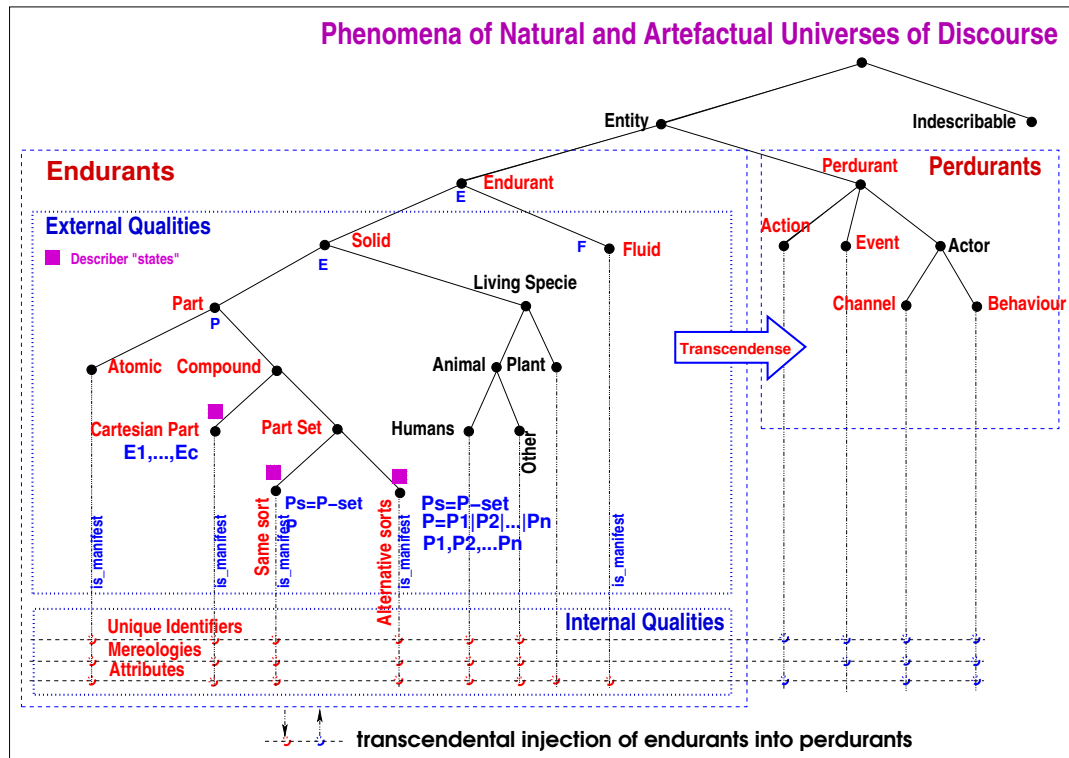 Phenomena of Natural and Artefactual Universes of Discourse
Entity
Indescribable
Endurants
Endurant
E
Perdurant
Perdurants
External Qualities
Describer "states"
Solid
E
F
Fluid
Action
Event
Actor
Living Specie
Part
P
Channel
Behaviour
Transcendense
Atomic
Compound
Animal
Plant
Cartesian Part
E1,...,Ec
Part Set
Humans
Other
Same sort
Ps=P-set
P
Alternative sorts
Ps=P-set
P=P1|P2|...|Pn
P1,P2,...Pn
is_manifest
is_manifest
is_manifest
is_manifest
is_manifest
Unique Identifiers
Internal Qualities
Mereologies
Attributes
transcendental injection of endurants into perdurants